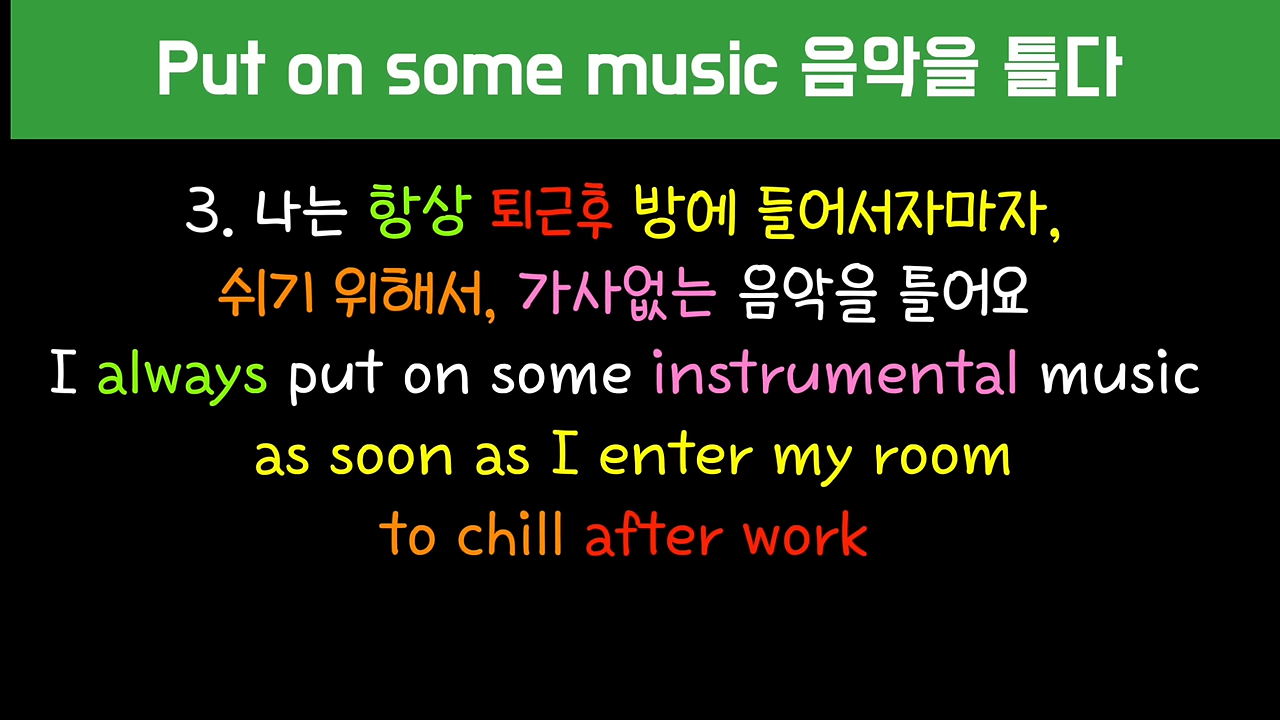 Put on some music 음악을 틀다
3. 나는 항상 퇴근후 방에 들어서자마자,
쉬기 위해서, 가사없는 음악을 틀어요
I always put on some instrumental music
as soon as I enter my room
to chill after work